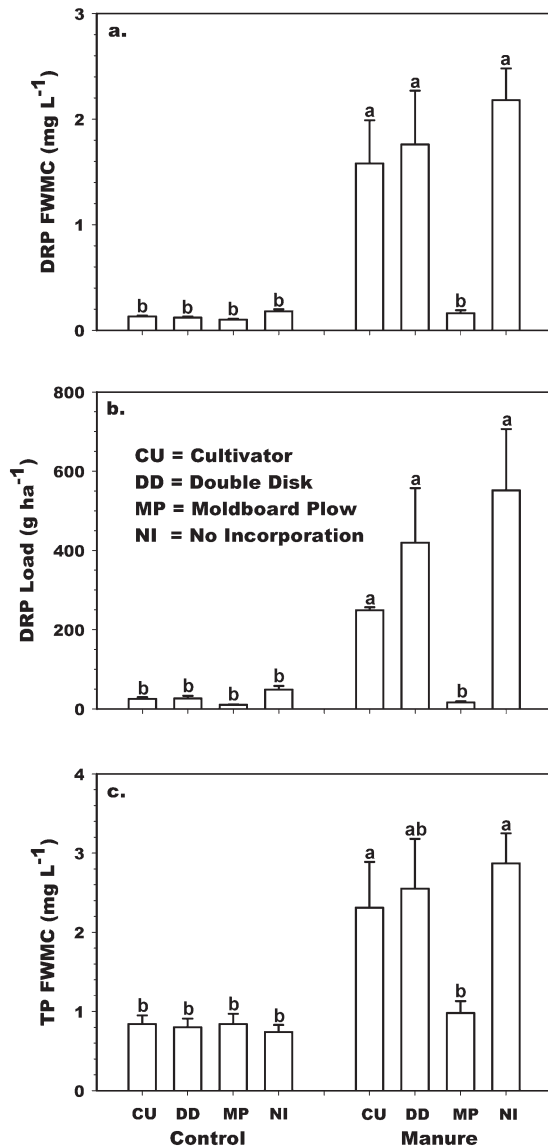 a.
DRP FWMC (mg L⁻¹)
3
2
1
0
b b b b a a b a
b.
DRP Load (g ha⁻¹)
800
600
400
200
0
CU = Cultivator
DD = Double Disk
MP = Moldboard Plow
NI = No Incorporation
b b b b a a b a
c.
TP FWMC (mg L⁻¹)
4
3
2
1
0
b b b b a ab b a
CU DD MP NI CU DD MP NI
Control Manure